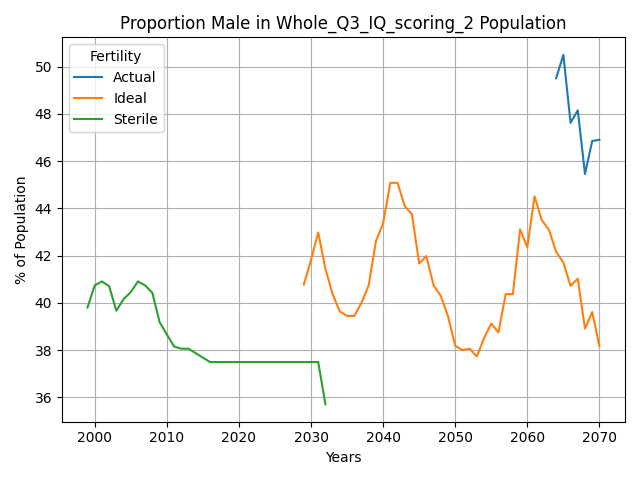 Proportion Male in Whole_Q3_IQ_scoring_2 Population
Fertility
Actual
Ideal
Sterile
50
48
46
44
42
40
38
36
% of Population
2000 2010 2020 2030 2040 2050 2060 2070
Years